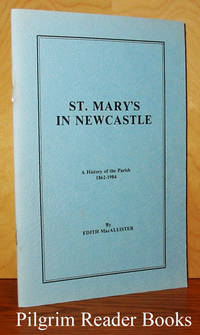 ST. MARY'S
IN NEWCASTLE
A History of the Parish
1862-1984
By
EDITH MacALLISTER
Pilgrim Reader Books